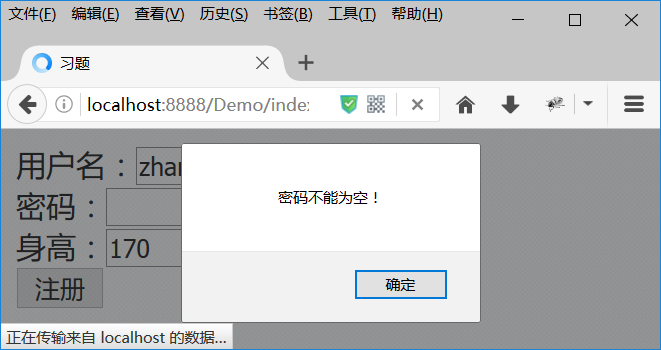 文件(F) 编辑(E) 查看(V) 历史(S) 书签(B) 工具(T) 帮助(H)
习题
localhost:8888/Demo/index
用户名：zhan
密码：
密码不能为空！
身高：170
确定
注册
正在传输来自 localhost 的数据...